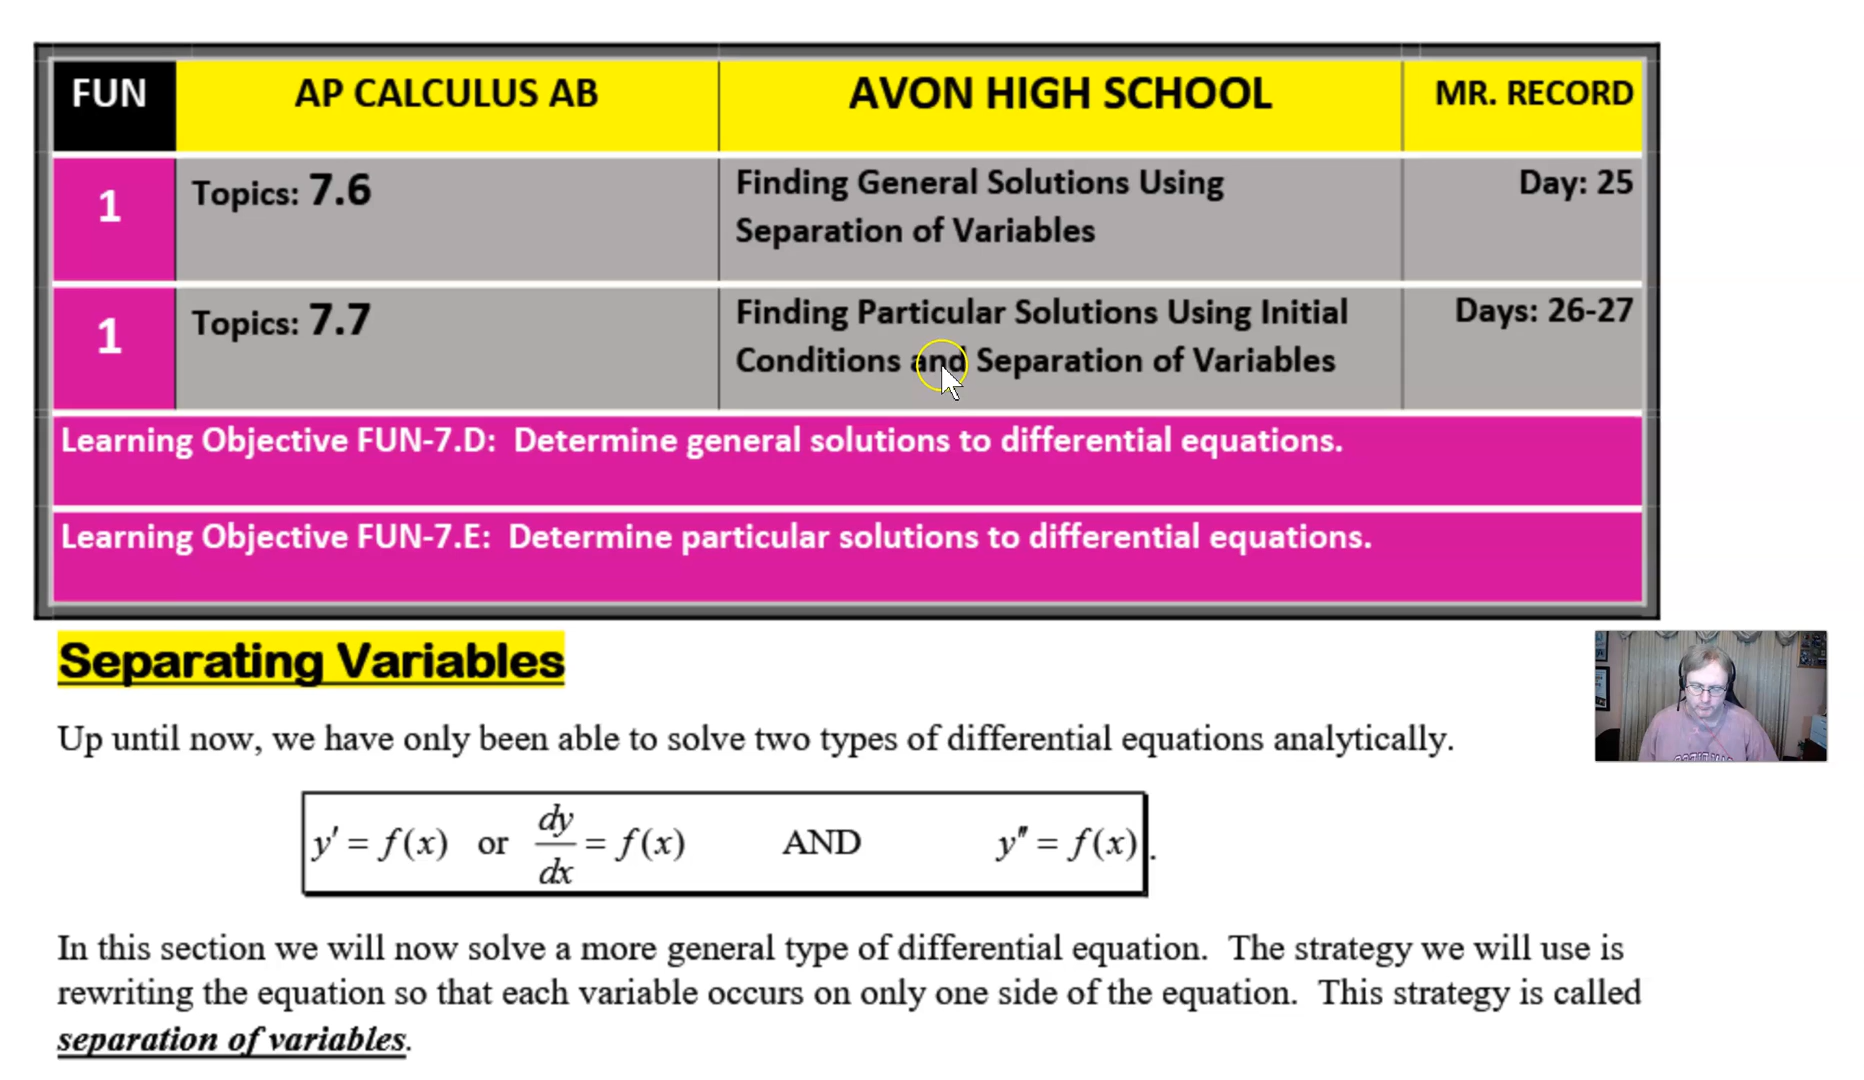 FUN AP CALCULUS AB AVON HIGH SCHOOL MR. RECORD
1 Topics: 7.6 Finding General Solutions Using Day: 25
Separation of Variables
1 Topics: 7.7 Finding Particular Solutions Using Initial Days: 26-27
Conditions and Separation of Variables
Learning Objective FUN-7.D: Determine general solutions to differential equations.
Learning Objective FUN-7.E: Determine particular solutions to differential equations.
Separating Variables
Up until now, we have only been able to solve two types of differential equations analytically.
y′ = f(x) or dy/dx = f(x) AND y″ = f(x).
In this section we will now solve a more general type of differential equation. The strategy we will use is
rewriting the equation so that each variable occurs on only one side of the equation. This strategy is called
separation of variables.